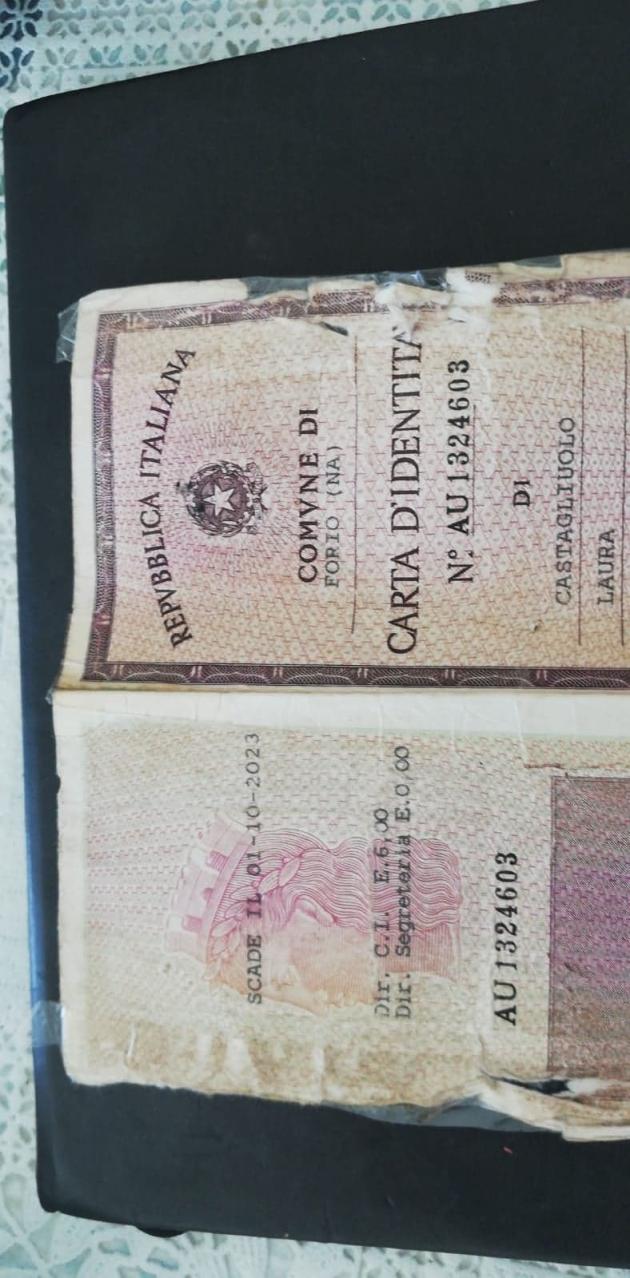 REPVBBLICA ITALIANA
COMVNE DI
FORIO (NA)
CARTA D'IDENTITA'
N° AU 1324603
DI
CASTAGLIUOLO
LAURA
SCADE IL 01-10-2023
Dir. C.I. E.6,00
Dir. Segreteria E.0,00
AU 1324603